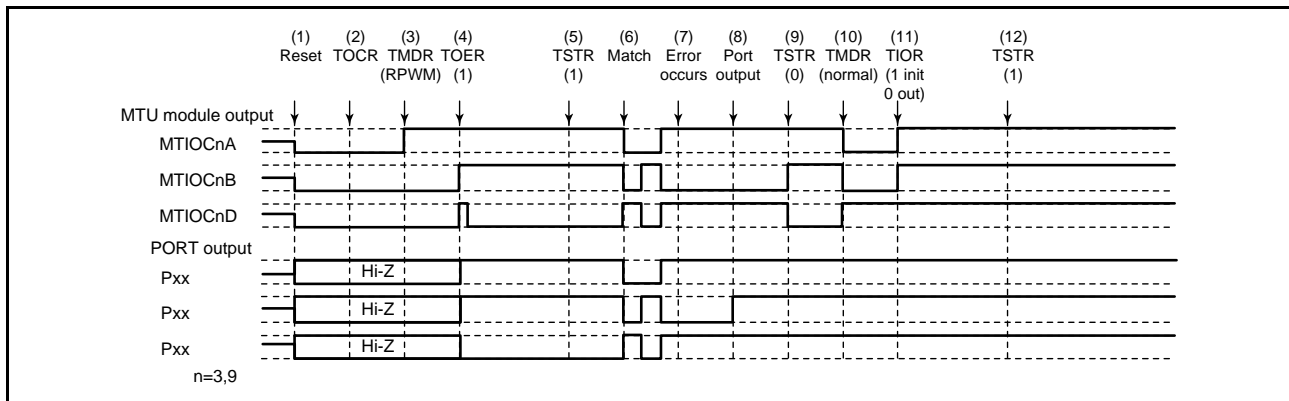 (1) (2) (3) (4) (5) (6) (7) (8) (9) (10) (11) (12)
Reset TOCR TMDR TOER TSTR Match Error Port TSTR TMDR TIOR TSTR
(RPWM) (1) (1) occurs output (0) (normal) (1 init (1)
0 out)
MTU module output
MTIOCnA
MTIOCnB
MTIOCnD
PORT output
Pxx Hi-Z
Pxx Hi-Z
Pxx Hi-Z
n=3,9